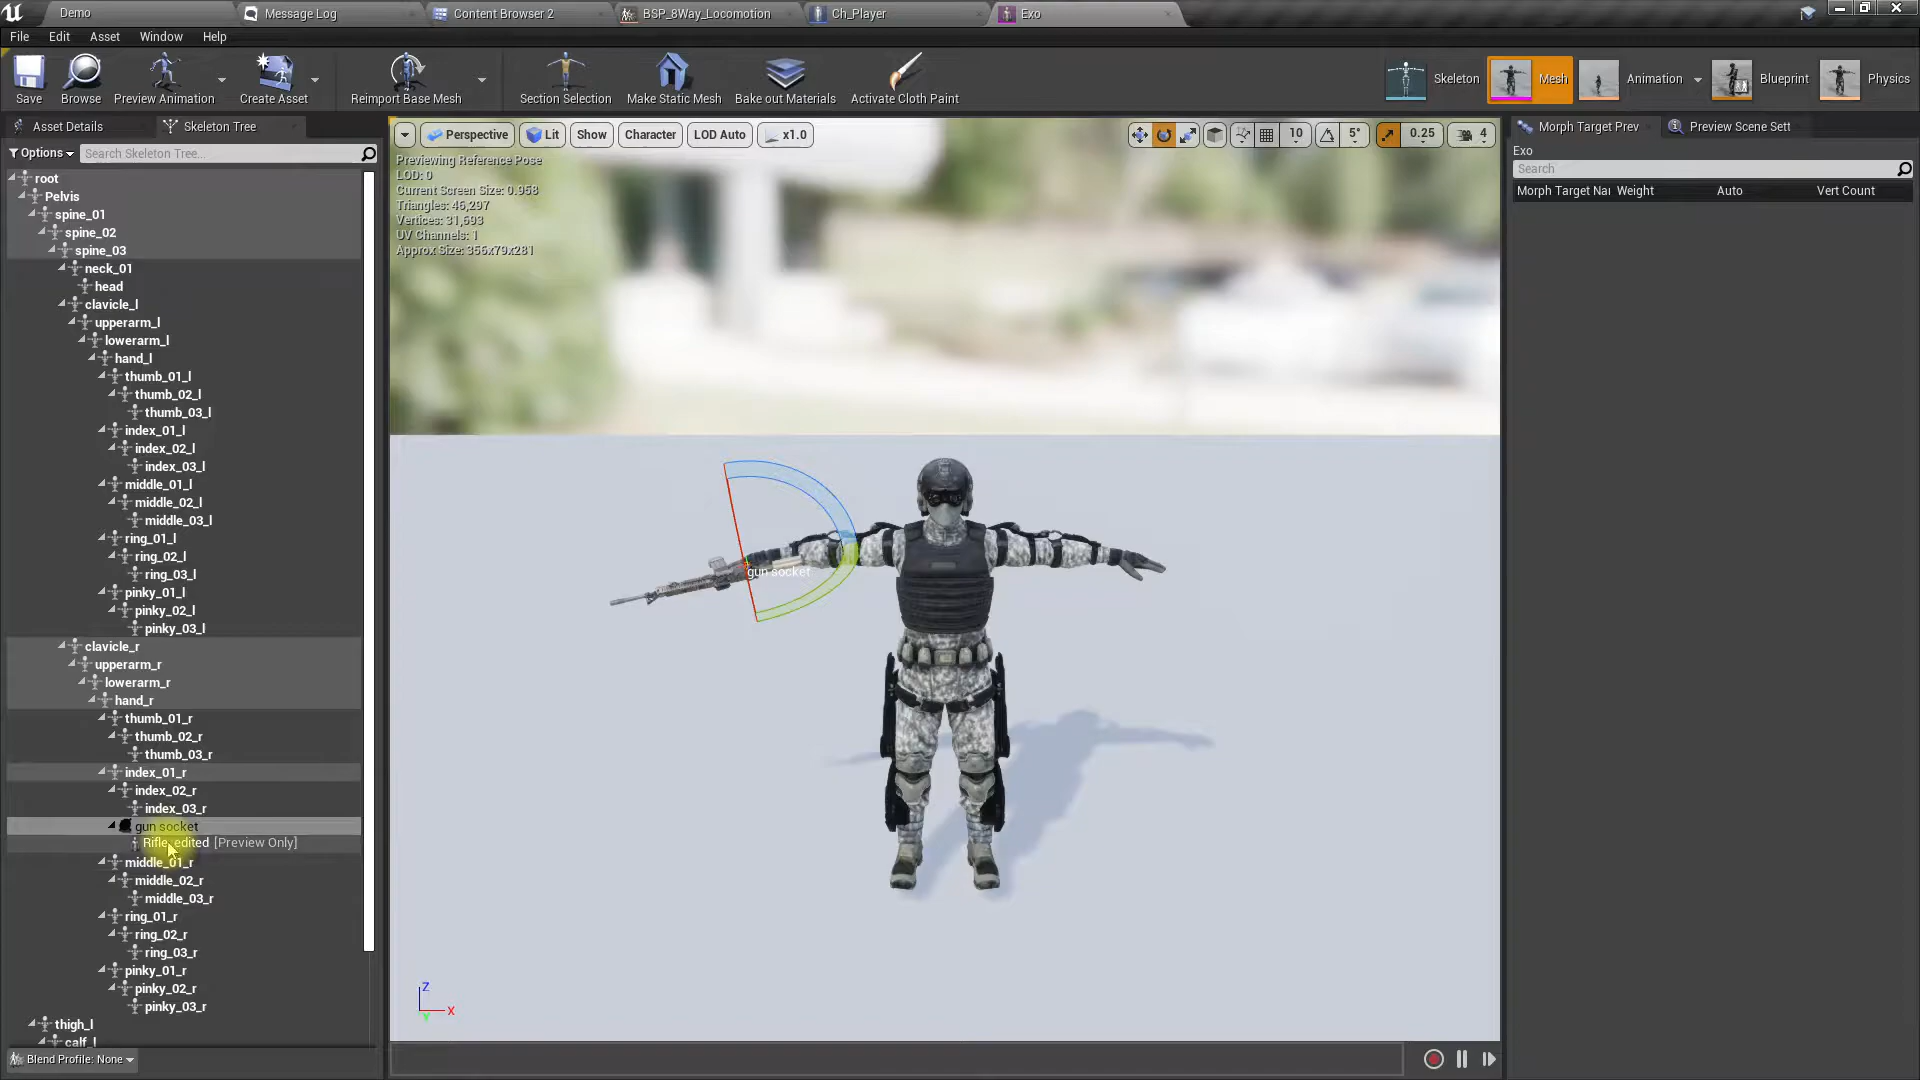 Demo
Message Log
Content Browser 2
BSP_8Way_Locomotion
Ch_Player
Exo
File Edit Asset Window Help
Save
Browse
Preview Animation
Create Asset
Reimport Base Mesh
Section Selection
Make Static Mesh
Bake out Materials
Activate Cloth Paint
Skeleton
Mesh
Animation
Blueprint
Physics
Asset Details
Skeleton Tree
Options
Search Skeleton Tree...
root
Pelvis
spine_01
spine_02
spine_03
neck_01
head
clavicle_l
upperarm_l
lowerarm_l
hand_l
thumb_01_l
thumb_02_l
thumb_03_l
index_01_l
index_02_l
index_03_l
middle_01_l
middle_02_l
middle_03_l
ring_01_l
ring_02_l
ring_03_l
pinky_01_l
pinky_02_l
pinky_03_l
clavicle_r
upperarm_r
lowerarm_r
hand_r
thumb_01_r
thumb_02_r
thumb_03_r
index_01_r
index_02_r
index_03_r
gun socket
Rifle_edited [Preview Only]
middle_01_r
middle_02_r
middle_03_r
ring_01_r
ring_02_r
ring_03_r
pinky_01_r
pinky_02_r
pinky_03_r
thigh_l
calf_l
Blend Profile: None
Perspective
Lit
Show
Character
LOD Auto
x1.0
10
5°
0.25
4
Previewing Reference Pose
LOD: 0
Current Screen Size: 0.958
Triangles: 46,297
Vertices: 31,693
UV Channels: 1
Approx Size: 356x79x281
gun socket
Z
X
Y
Morph Target Prev
Preview Scene Sett
Exo
Search
Morph Target Nai Weight Auto Vert Count